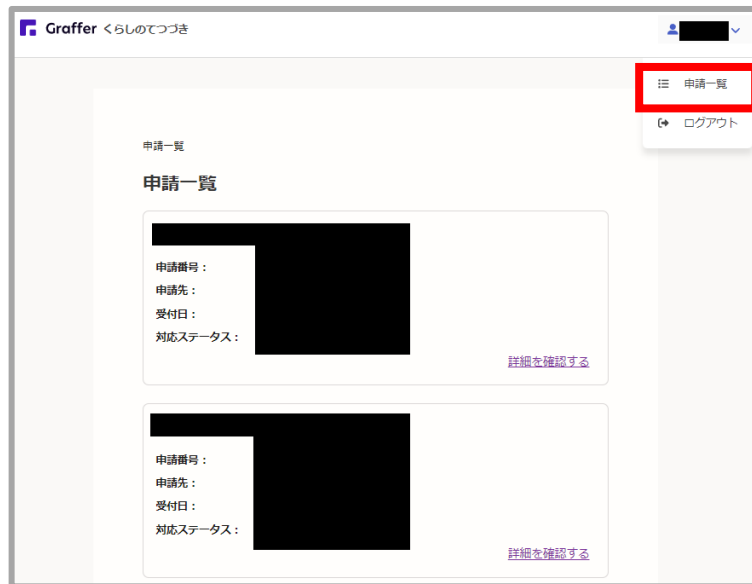 Graffer くらしのてつづき
申請一覧
ログアウト
申請一覧
申請一覧
申請番号：
申請先：
受付日：
対応ステータス：
詳細を確認する
申請番号：
申請先：
受付日：
対応ステータス：
詳細を確認する